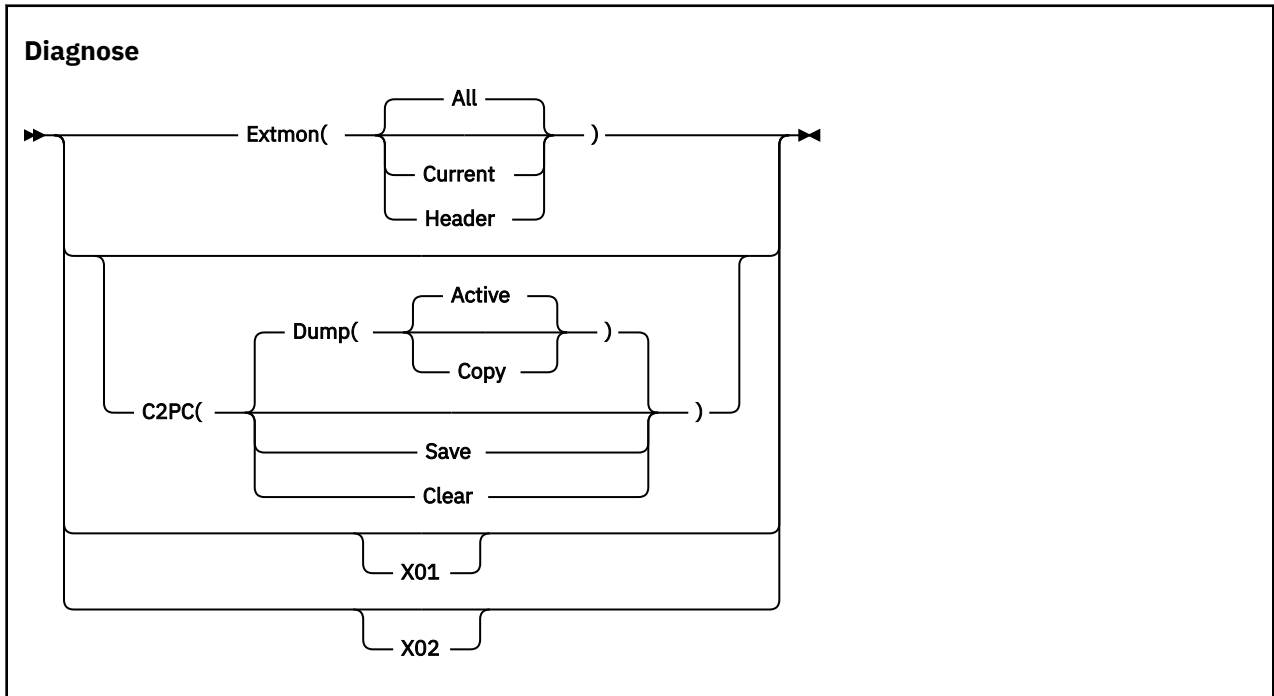 Diagnose
All
Extmon( )
Current
Header
Active
Dump( )
Copy
C2PC( )
Save
Clear
X01
X02